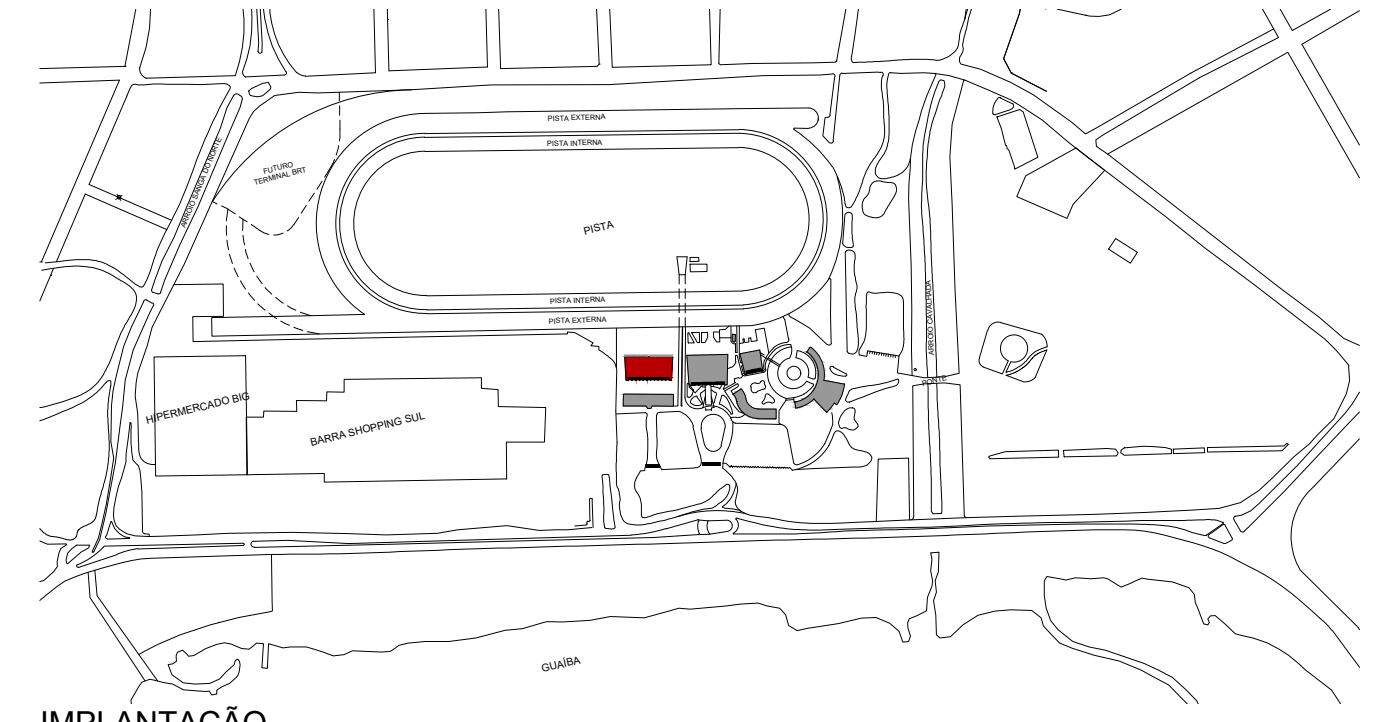 PISTA EXTERNA
PISTA INTERNA
ARROIO SANGA DO NORTE
FUTURO
TERMINAL BRT
PISTA
PISTA INTERNA
PISTA EXTERNA
ARROIO CAVALHADA
PONTE
HIPERMERCADO BIG
BARRA SHOPPING SUL
GUAÍBA
IMPLANTAÇÃO